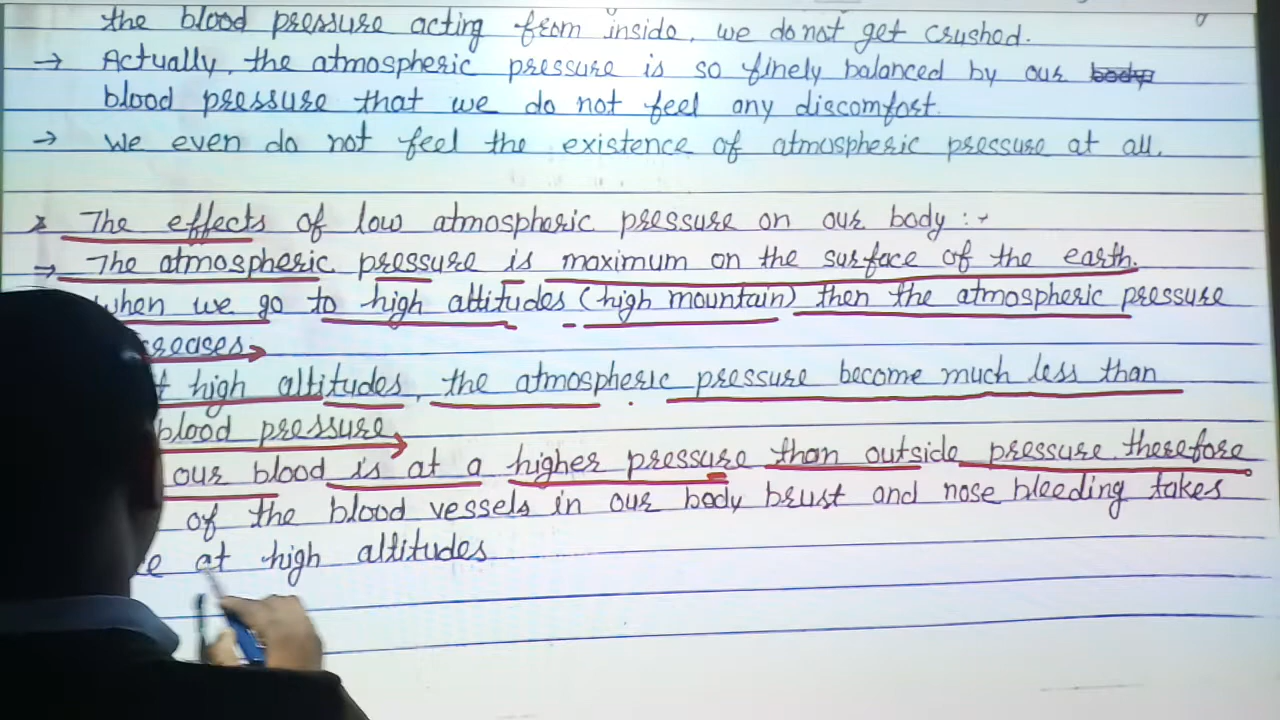 the blood pressure acting from inside, we do not get crushed.
→ Actually, the atmospheric pressure is so finely balanced by our body
blood pressure that we do not feel any discomfort.
→ We even do not feel the existence of atmospheric pressure at all.
* The effects of low atmospheric pressure on our body :-
→ The atmospheric pressure is maximum on the surface of the earth.
when we go to high altitudes (high mountain) then the atmospheric pressure
high altitudes, the atmospheric pressure become much less than
blood pressure.
our blood is at a higher pressure than outside pressure therefore
of the blood vessels in our body brust and nose bleeding takes
at high altitudes